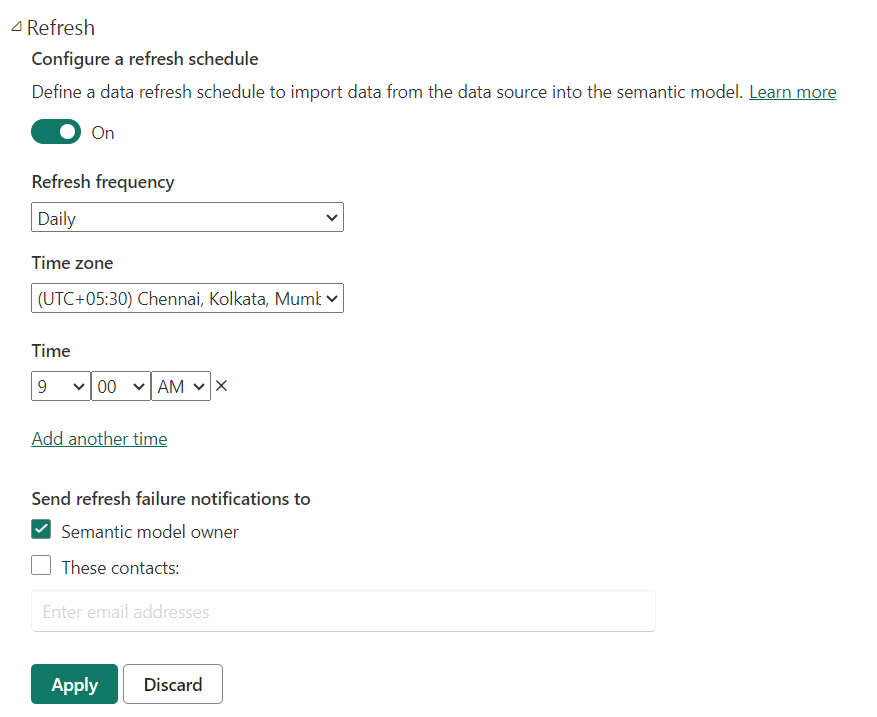 Refresh
Configure a refresh schedule
Define a data refresh schedule to import data from the data source into the semantic model. Learn more
On
Refresh frequency
Daily
Time zone
(UTC+05:30) Chennai, Kolkata, Mumb
Time
9 00 AM
Add another time
Send refresh failure notifications to
Semantic model owner
These contacts:
Enter email addresses
Apply Discard